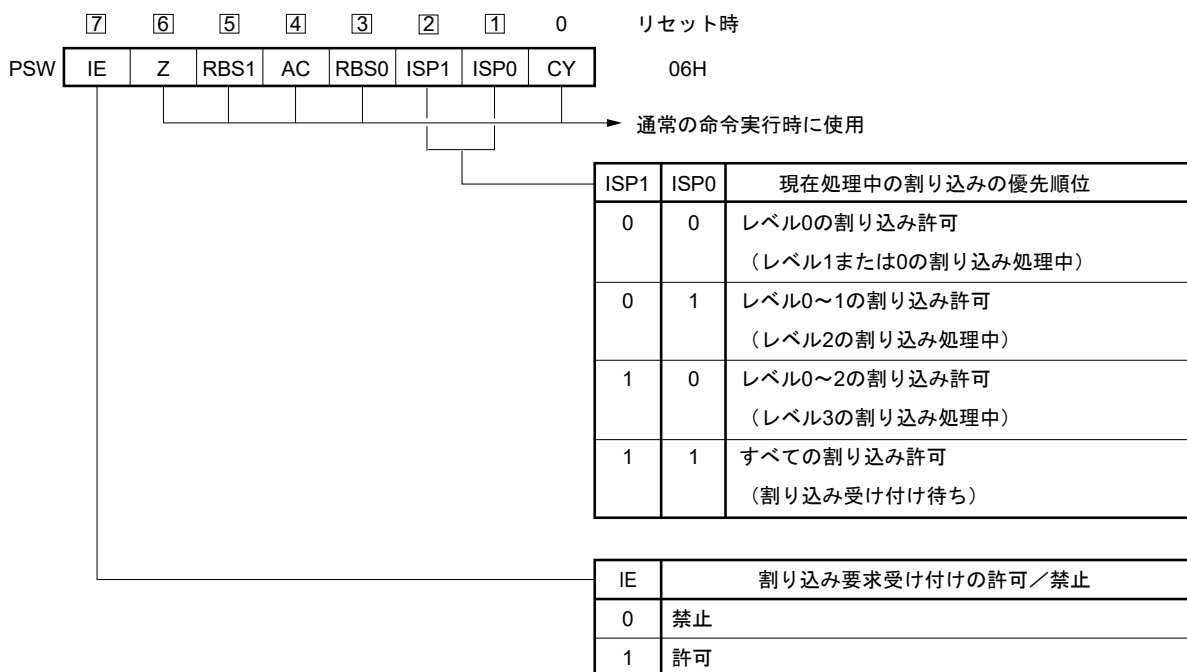 7 6 5 4 3 2 1 0 リセット時
PSW IE Z RBS1 AC RBS0 ISP1 ISP0 CY 06H
通常の命令実行時に使用
ISP1 ISP0 現在処理中の割り込みの優先順位
0 0 レベル0の割り込み許可
（レベル1または0の割り込み処理中）
0 1 レベル0～1の割り込み許可
（レベル2の割り込み処理中）
1 0 レベル0～2の割り込み許可
（レベル3の割り込み処理中）
1 1 すべての割り込み許可
（割り込み受け付け待ち）
IE 割り込み要求受け付けの許可／禁止
0 禁止
1 許可